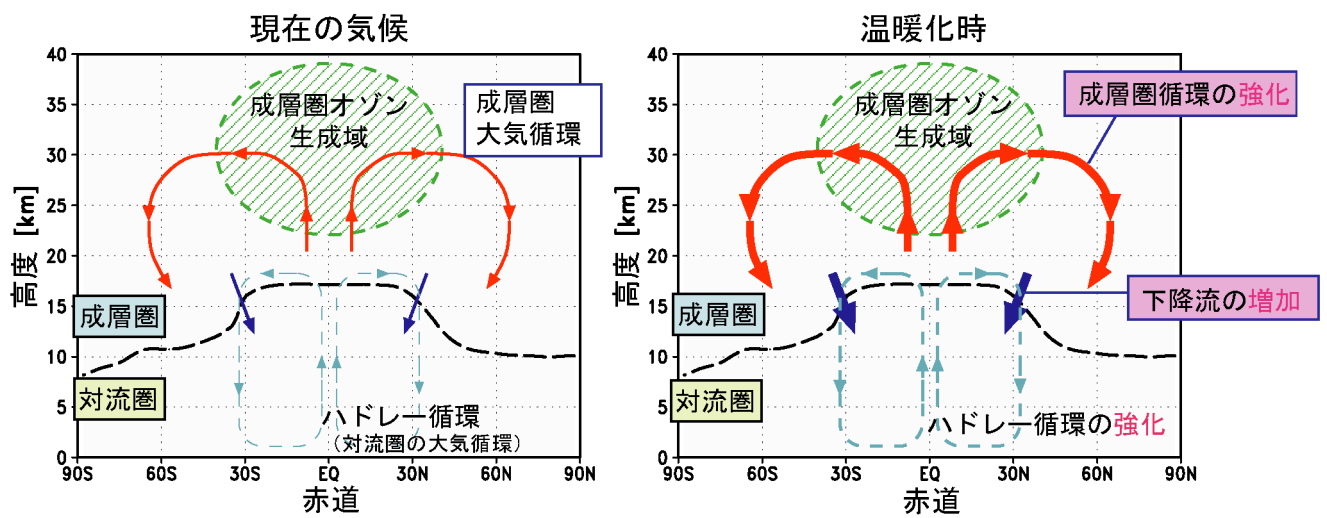 現在の気候
40
35
30
25
20
15
10
5
0
高度 [km]
成層圏オゾン
生成域
成層圏
大気循環
成層圏
対流圏
ハドレー循環
(対流圏の大気循環)
90S
60S
30S
EQ
30N
60N
90N
赤道
温暖化時
40
35
30
25
20
15
10
5
0
高度 [km]
成層圏オゾン
生成域
成層圏循環の強化
下降流の増加
成層圏
対流圏
ハドレー循環の強化
90S
60S
30S
EQ
30N
60N
90N
赤道